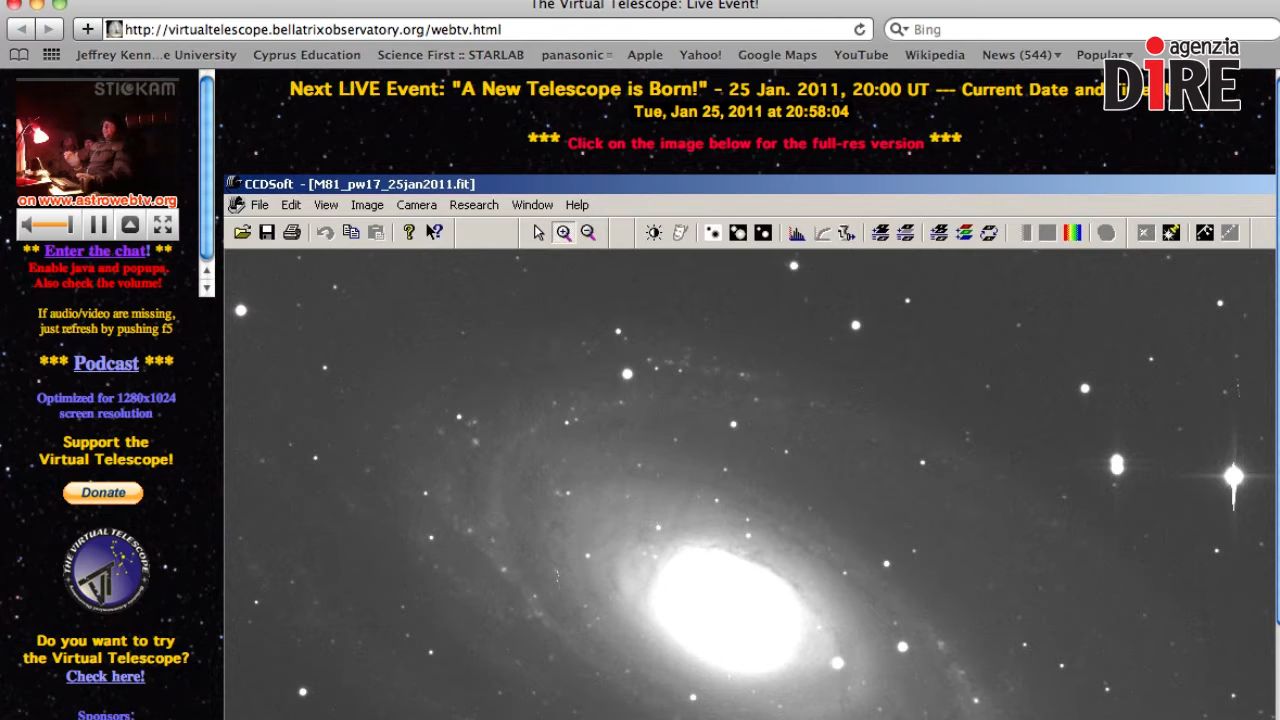 The Virtual Telescope: Live Event!
http://virtualtelescope.bellatrixobservatory.org/webtv.html
Bing
Jeffrey Kenn...e University Cyprus Education Science First :: STARLAB panasonic Apple Yahoo! Google Maps YouTube Wikipedia News (544) Popular
agenzia
DiRE
STICKAM
on www.astrowebtv.org
Next LIVE Event: "A New Telescope is Born!" - 25 Jan. 2011, 20:00 UT --- Current Date and
Tue, Jan 25, 2011 at 20:58:04
*** Click on the image below for the full-res version ***
CCDSoft - [M81_pw17_25jan2011.fit]
File Edit View Image Camera Research Window Help
** Enter the chat! **
Enable java and popups.
Also check the volume!
If audio/video are missing,
just refresh by pushing f5
*** Podcast ***
Optimized for 1280x1024
screen resolution
Support the
Virtual Telescope!
Donate
THE VIRTUAL TELESCOPE
Do you want to try
the Virtual Telescope?
Check here!
Sponsors: